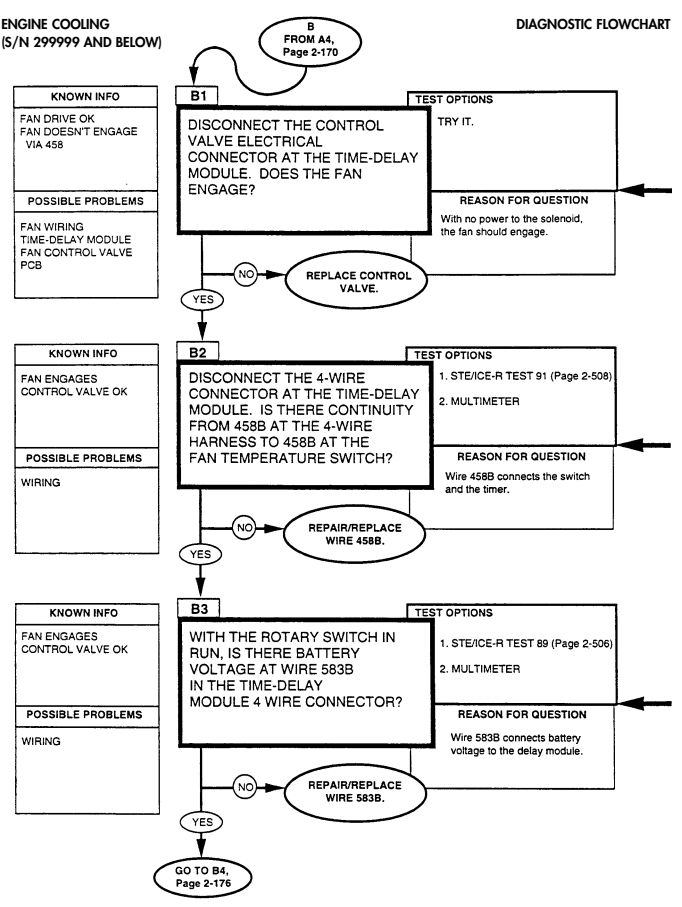 ENGINE COOLING
(S/N 299999 AND BELOW)
DIAGNOSTIC FLOWCHART
B
FROM A4,
Page 2-170
KNOWN INFO
FAN DRIVE OK
FAN DOESN'T ENGAGE
VIA 458
POSSIBLE PROBLEMS
FAN WIRING
TIME-DELAY MODULE
FAN CONTROL VALVE
PCB
B1
DISCONNECT THE CONTROL
VALVE ELECTRICAL
CONNECTOR AT THE TIME-DELAY
MODULE. DOES THE FAN
ENGAGE?
TEST OPTIONS
TRY IT.
REASON FOR QUESTION
With no power to the solenoid,
the fan should engage.
NO
REPLACE CONTROL
VALVE.
YES
KNOWN INFO
FAN ENGAGES
CONTROL VALVE OK
POSSIBLE PROBLEMS
WIRING
B2
DISCONNECT THE 4-WIRE
CONNECTOR AT THE TIME-DELAY
MODULE. IS THERE CONTINUITY
FROM 458B AT THE 4-WIRE
HARNESS TO 458B AT THE
FAN TEMPERATURE SWITCH?
TEST OPTIONS
1. STE/ICE-R TEST 91 (Page 2-508)
2. MULTIMETER
REASON FOR QUESTION
Wire 458B connects the switch
and the timer.
NO
REPAIR/REPLACE
WIRE 458B.
YES
KNOWN INFO
FAN ENGAGES
CONTROL VALVE OK
POSSIBLE PROBLEMS
WIRING
B3
WITH THE ROTARY SWITCH IN
RUN, IS THERE BATTERY
VOLTAGE AT WIRE 583B
IN THE TIME-DELAY
MODULE 4 WIRE CONNECTOR?
TEST OPTIONS
1. STE/ICE-R TEST 89 (Page 2-506)
2. MULTIMETER
REASON FOR QUESTION
Wire 583B connects battery
voltage to the delay module.
NO
REPAIR/REPLACE
WIRE 583B.
YES
GO TO B4,
Page 2-176